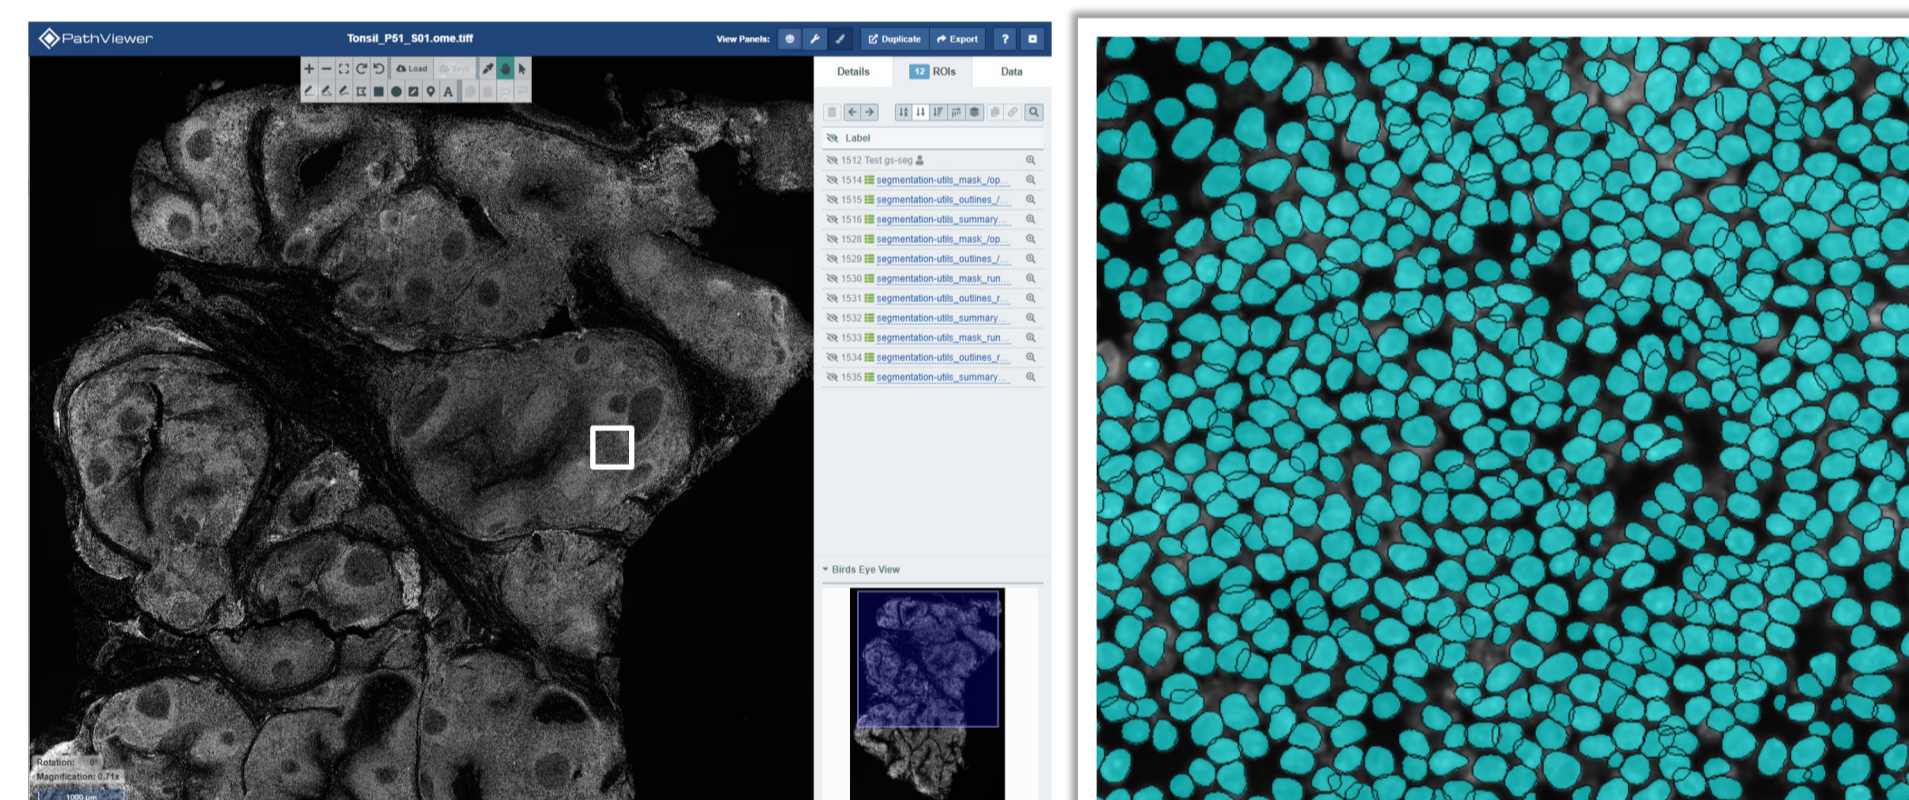 PathViewer
Tonsil_P51_S01.ome.tiff
View Panels:
Duplicate
Export
?
Load
Save
A
Details
12 ROIs
Data
Label
1512 Test gs-seg
1514 segmentation-utils_mask_/op...
1515 segmentation-utils_outlines_/...
1516 segmentation-utils_summary...
1528 segmentation-utils_mask_/op...
1529 segmentation-utils_outlines_/...
1530 segmentation-utils_mask_run...
1531 segmentation-utils_outlines_r...
1532 segmentation-utils_summary...
1533 segmentation-utils_mask_run...
1534 segmentation-utils_outlines_r...
1535 segmentation-utils_summary...
Birds Eye View
Rotation: 0°
Magnification: 0.71x
1000 µm